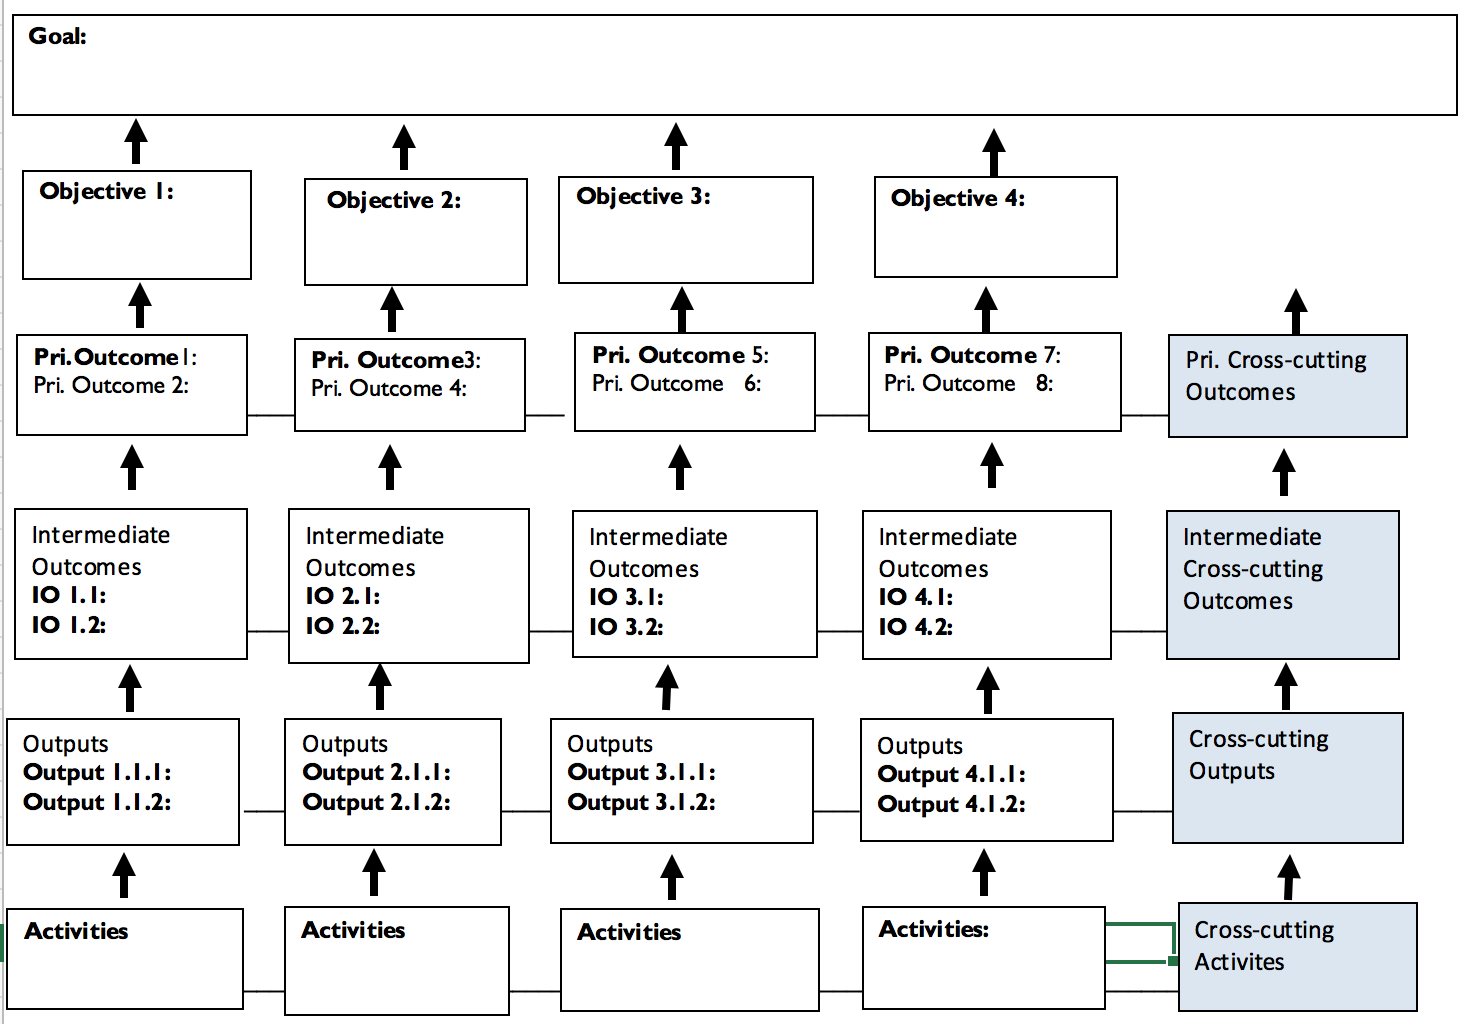 Goal:
Objective 1:
Objective 2:
Objective 3:
Objective 4:
Pri.Outcome1:
Pri. Outcome 2:
Pri. Outcome3:
Pri. Outcome 4:
Pri. Outcome 5:
Pri. Outcome 6:
Pri. Outcome 7:
Pri. Outcome 8:
Pri. Cross-cutting
Outcomes
Intermediate
Outcomes
IO 1.1:
IO 1.2:
Intermediate
Outcomes
IO 2.1:
IO 2.2:
Intermediate
Outcomes
IO 3.1:
IO 3.2:
Intermediate
Outcomes
IO 4.1:
IO 4.2:
Intermediate
Cross-cutting
Outcomes
Outputs
Output 1.1.1:
Output 1.1.2:
Outputs
Output 2.1.1:
Output 2.1.2:
Outputs
Output 3.1.1:
Output 3.1.2:
Outputs
Output 4.1.1:
Output 4.1.2:
Cross-cutting
Outputs
Activities
Activities
Activities
Activities:
Cross-cutting
Activites